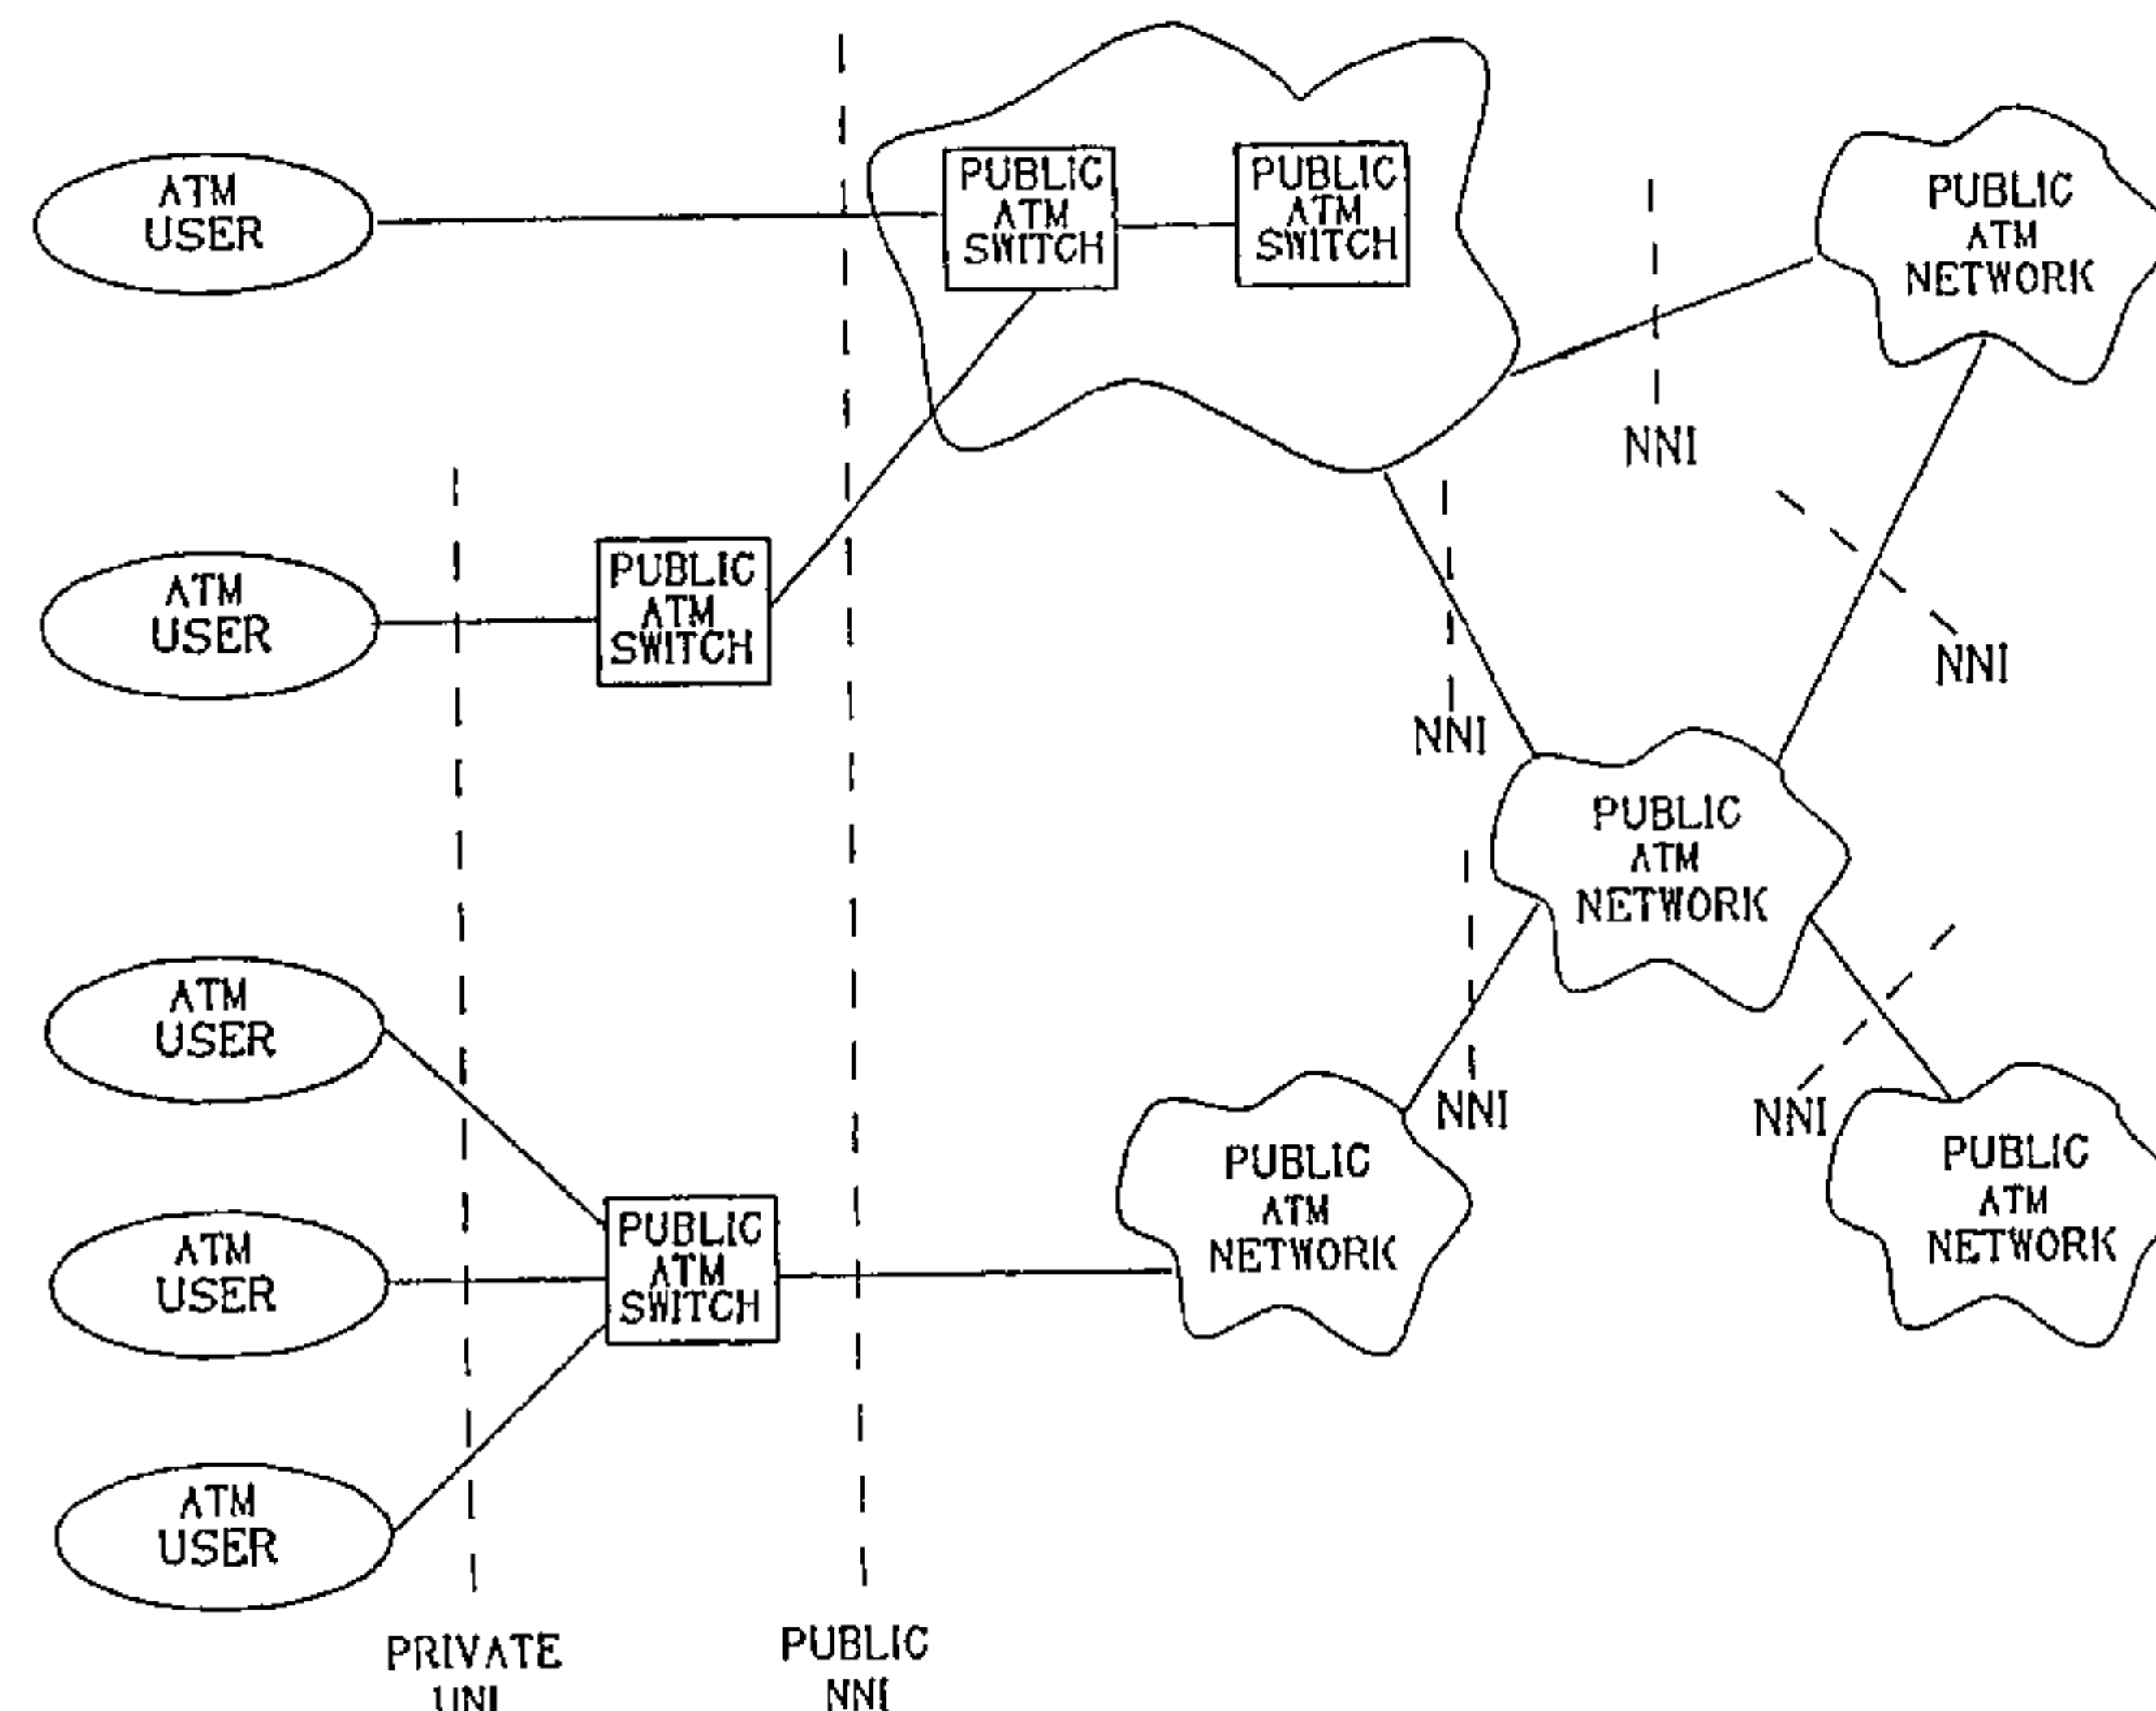 ATM
USER
PUBLIC
ATM
SWITCH
PUBLIC
ATM
SWITCH
PUBLIC
ATM
NETWORK
NNI
ATM
USER
PUBLIC
ATM
SWITCH
NNI
NNI
PUBLIC
ATM
NETWORK
ATM
USER
NNI
NNI
PUBLIC
ATM
NETWORK
PUBLIC
ATM
NETWORK
ATM
USER
PUBLIC
ATM
SWITCH
ATM
USER
PRIVATE
UNI
PUBLIC
NNI